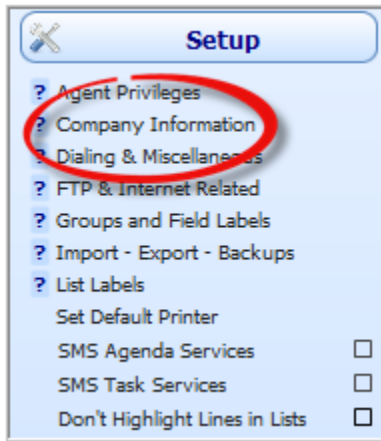 Setup
? Agent Privileges
? Company Information
? Dialing & Miscellaneous
? FTP & Internet Related
? Groups and Field Labels
? Import - Export - Backups
? List Labels
Set Default Printer
SMS Agenda Services
SMS Task Services
Don't Highlight Lines in Lists